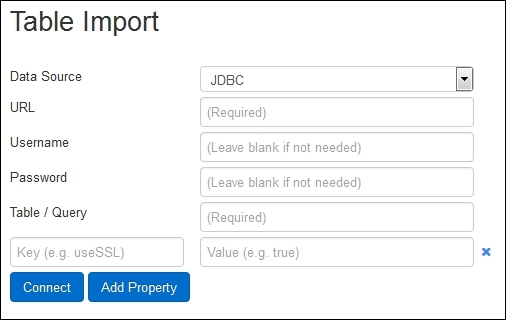 Table Import
Data Source JDBC
URL (Required)
Username (Leave blank if not needed)
Password (Leave blank if not needed)
Table / Query (Required)
Key (e.g. useSSL) Value (e.g. true)
Connect Add Property